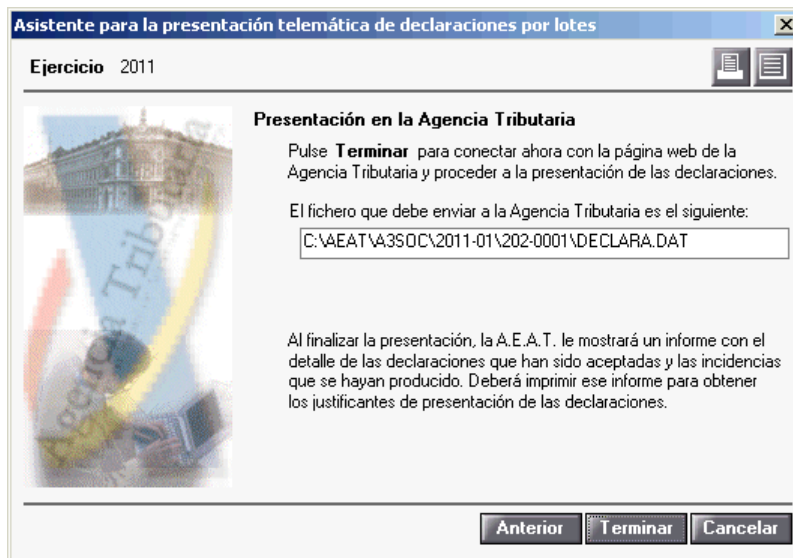 Asistente para la presentación telemática de declaraciones por lotes
Ejercicio 2011
Agencia Tributaria
Presentación en la Agencia Tributaria
Pulse Terminar para conectar ahora con la página web de la
Agencia Tributaria y proceder a la presentación de las declaraciones.
El fichero que debe enviar a la Agencia Tributaria es el siguiente:
C:\AEAT\A3SOC\2011-01\202-0001\DECLARA.DAT
Al finalizar la presentación, la A.E.A.T. le mostrará un informe con el
detalle de las declaraciones que han sido aceptadas y las incidencias
que se hayan producido. Deberá imprimir ese informe para obtener
los justificantes de presentación de las declaraciones.
Anterior Terminar Cancelar